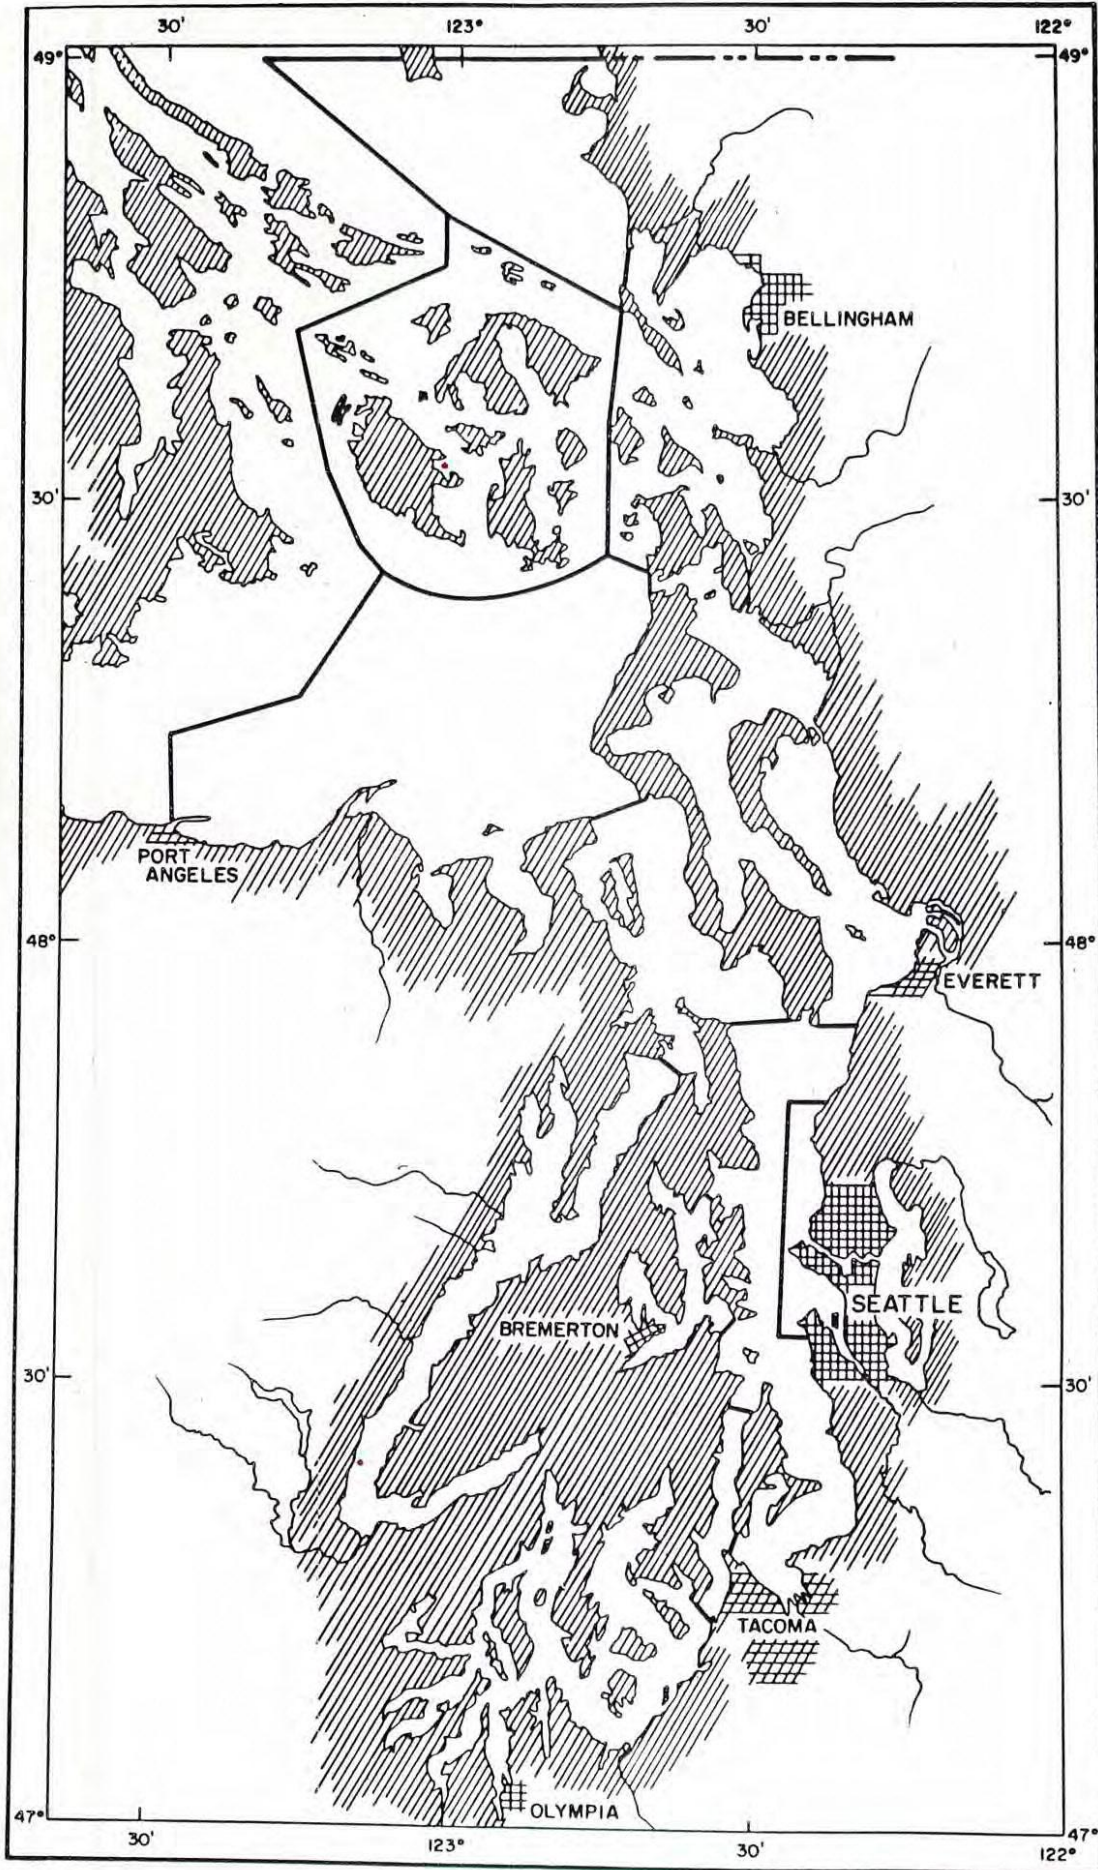 30'
123°
30'
122°
49°
49°
BELLINGHAM
30'
30'
PORT
ANGELES
48°
48°
EVERETT
SEATTLE
BREMERTON
30'
30'
TACOMA
OLYMPIA
47°
47°
30'
123°
30'
122°